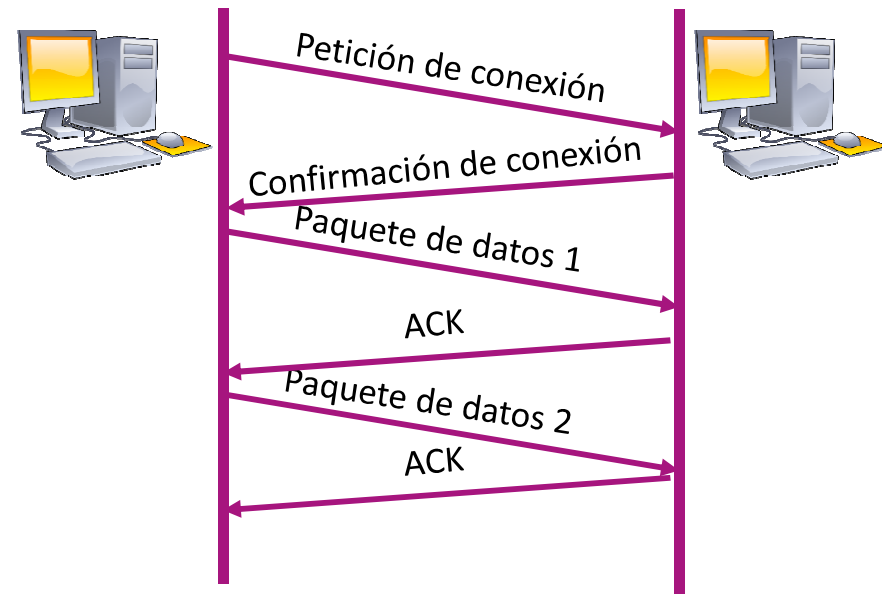 Petición de conexión
Confirmación de conexión
Paquete de datos 1
ACK
Paquete de datos 2
ACK